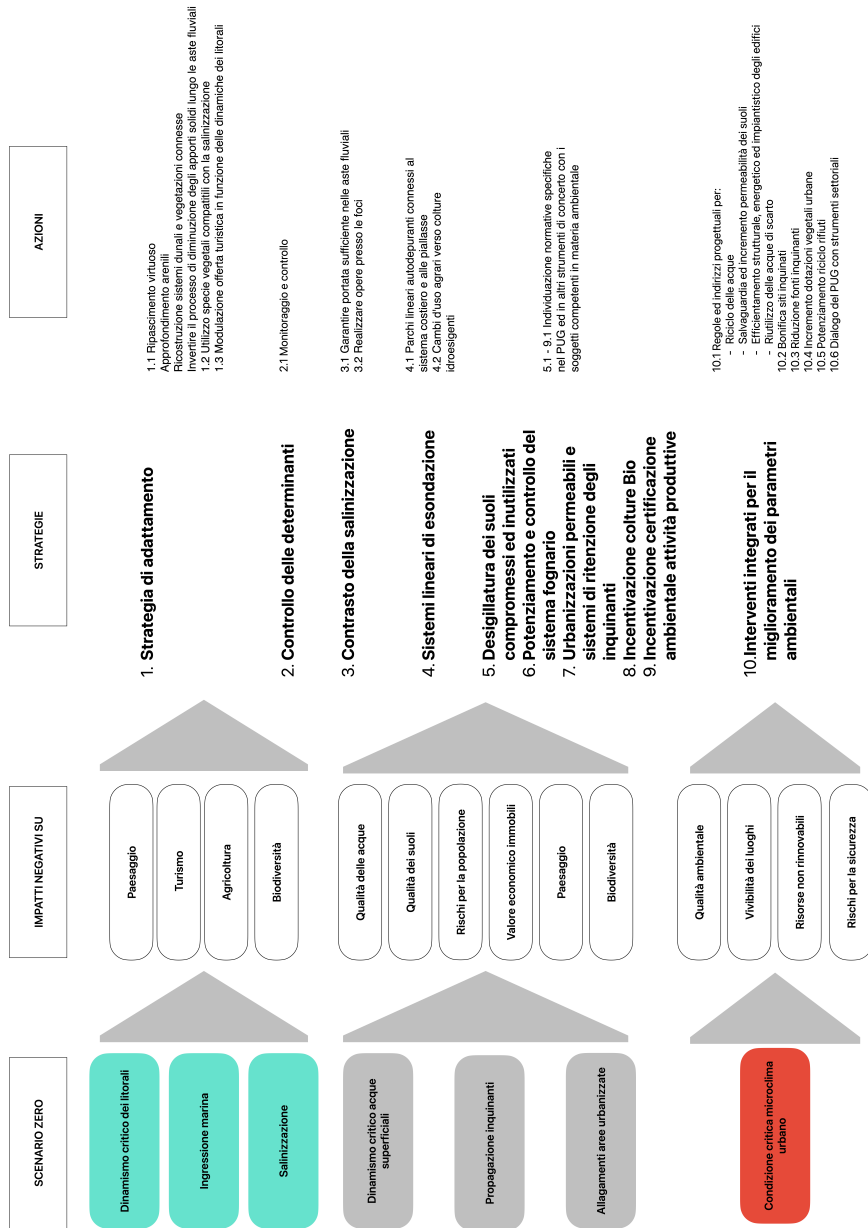 SCENARIO ZERO
IMPATTI NEGATIVI SU
STRATEGIE
AZIONI
Dinamismo critico dei litorali
Ingressione marina
Salinizzazione
Paesaggio
Turismo
Agricoltura
Biodiversità
1. Strategia di adattamento
2. Controllo delle determinanti
1.1 Ripascimento virtuoso
Approfondimento arenili
Ricostruzione sistemi dunali e vegetazioni connesse
Invertire il processo di diminuzione degli apporti solidi lungo le aste fluviali
1.2 Utilizzo specie vegetali compatitili con la salinizzazione
1.3 Modulazione offerta turistica in funzione delle dinamiche dei litorali
2.1 Monitoraggio e controllo
Dinamismo critico acque
superficiali
Propagazione inquinanti
Allagamenti aree urbanizzate
Qualità delle acque
Qualità dei suoli
Rischi per la popolazione
Valore economico immobili
Paesaggio
Biodiversità
3. Contrasto della salinizzazione
4. Sistemi lineari di esondazione
5. Desigillatura dei suoli
compromessi ed inutilizzati
6. Potenziamento e controllo del
sistema fognario
7. Urbanizzazioni permeabili e
sistemi di ritenzione degli
inquinanti
8. Incentivazione colture Bio
9. Incentivazione certificazione
ambientale attività produttive
3.1 Garantire portata sufficiente nelle aste fluviali
3.2 Realizzare opere presso le foci
4.1 Parchi lineari autodepuranti connessi al
sistema costiero e alle piallasse
4.2 Cambi d'uso agrari verso colture
idroesigenti
5.1 - 9.1 Individuazione normative specifiche
nel PUG ed in altri strumenti di concerto con i
soggetti competenti in materia ambientale
Condizione critica microclima
urbano
Qualità ambientale
Vivibilità dei luoghi
Risorse non rinnovabili
Rischi per la sicurezza
10.Interventi integrati per il
miglioramento dei parametri
ambientali
10.1 Regole ed indirizzi progettuali per:
- Riciclo delle acque
- Salvaguardia ed incremento permeabilità dei suoli
- Efficientamento strutturale, energetico ed impiantistico degli edifici
- Riutilizzo delle acque di scarto
10.2 Bonifica siti inquinati
10.3 Riduzione fonti inquinanti
10.4 Incremento dotazioni vegetali urbane
10.5 Potenziamento riciclo rifiuti
10.6 Dialogo del PUG con strumenti settoriali